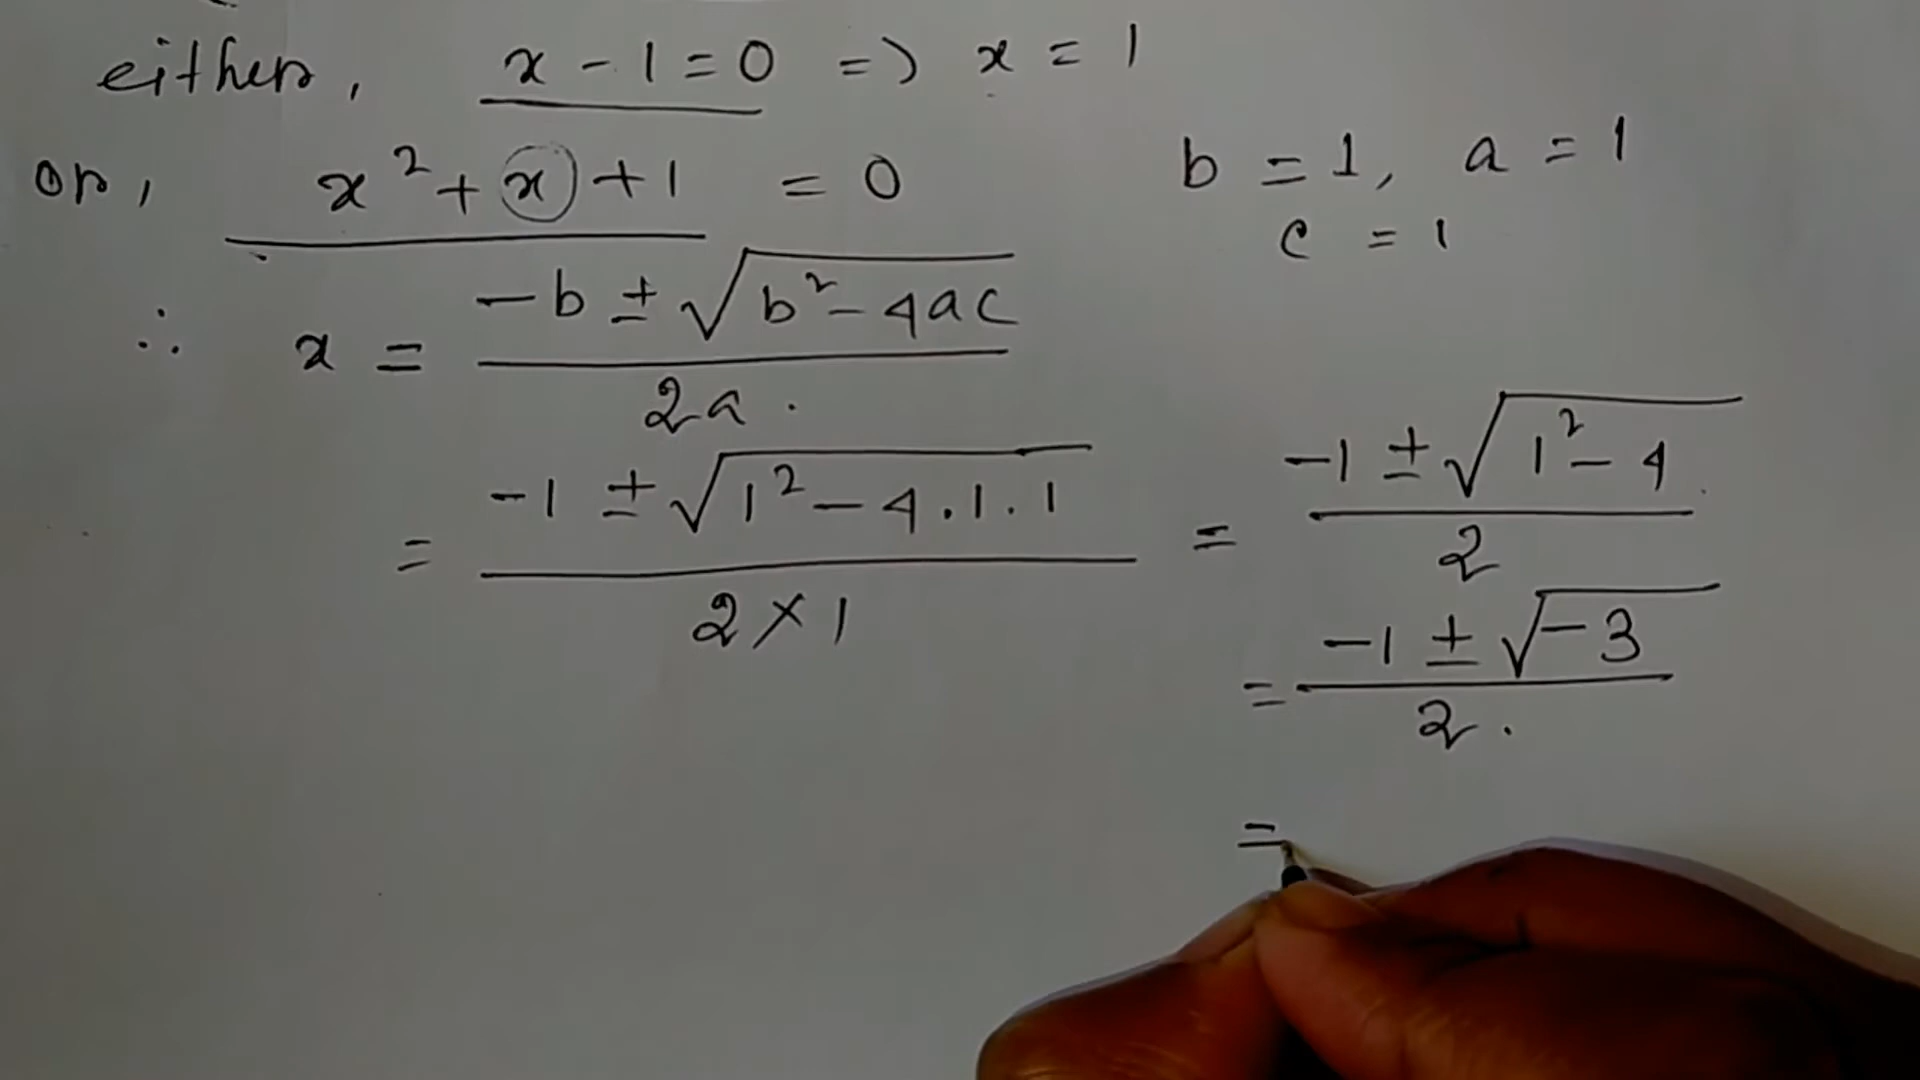 either, x - 1 = 0 => x = 1
or, x² + x + 1 = 0
b = 1, a = 1
c = 1
∴ x = (-b ± √(b² - 4ac)) / 2a .
= (-1 ± √(1² - 4.1.1)) / 2×1
= (-1 ± √(1² - 4)) / 2
= (-1 ± √-3) / 2 .
=